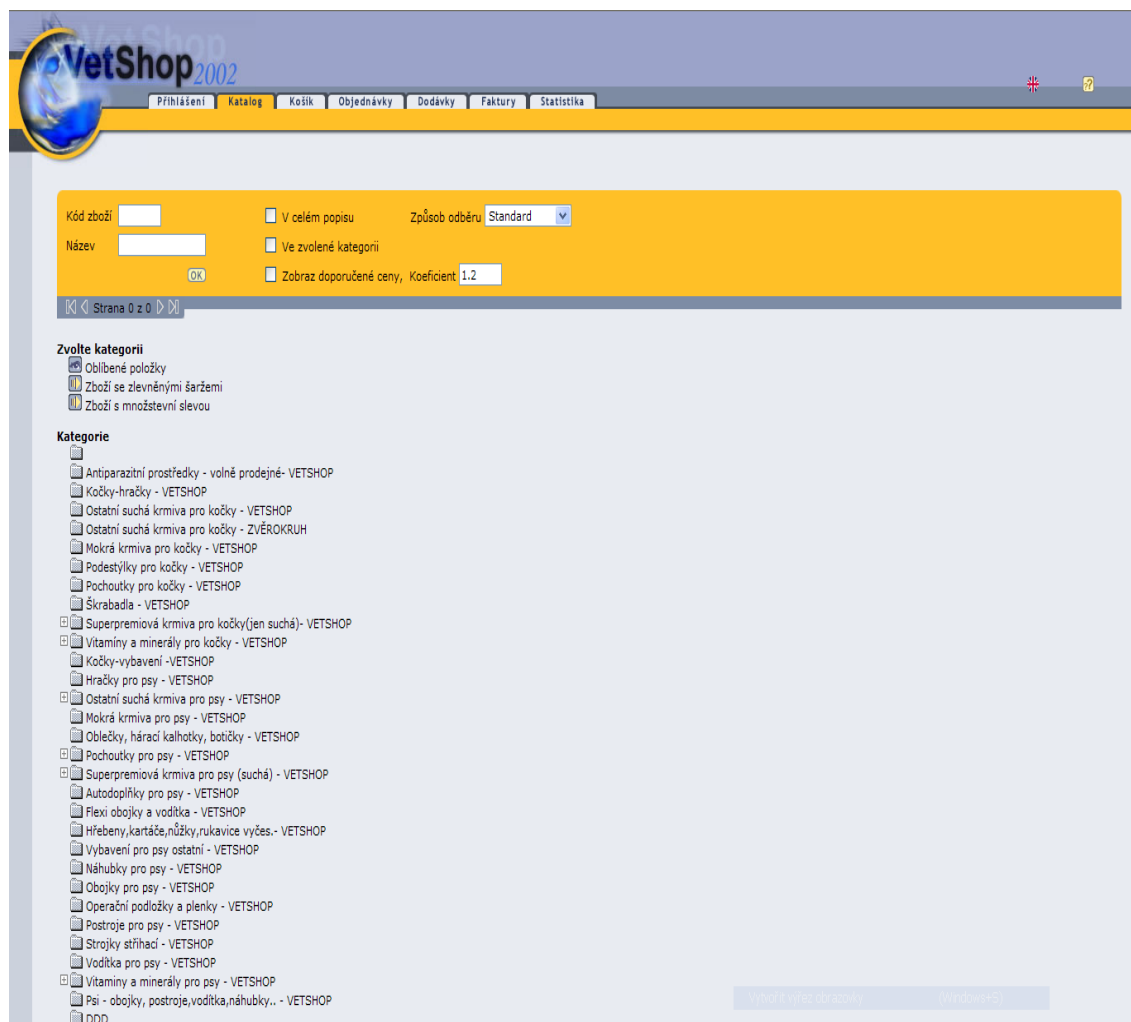 VetShop 2002
Přihlášení Katalog Košík Objednávky Dodávky Faktury Statistika
Kód zboží V celém popisu Způsob odběru Standard
Název Ve zvolené kategorii
OK Zobraz doporučené ceny, Koeficient 1.2
Strana 0 z 0
Zvolte kategorii
Oblíbené položky
Zboží se zlevněnými šaržemi
Zboží s množstevní slevou
Kategorie
Antiparazitní prostředky - volně prodejné- VETSHOP
Kočky-hračky - VETSHOP
Ostatní suchá krmiva pro kočky - VETSHOP
Ostatní suchá krmiva pro kočky - ZVĚROKRUH
Mokrá krmiva pro kočky - VETSHOP
Podestýlky pro kočky - VETSHOP
Pochoutky pro kočky - VETSHOP
Škrabadla - VETSHOP
Superpremiová krmiva pro kočky(jen suchá)- VETSHOP
Vitamíny a minerály pro kočky - VETSHOP
Kočky-vybavení -VETSHOP
Hračky pro psy - VETSHOP
Ostatní suchá krmiva pro psy - VETSHOP
Mokrá krmiva pro psy - VETSHOP
Oblečky, hárací kalhotky, botičky - VETSHOP
Pochoutky pro psy - VETSHOP
Superpremiová krmiva pro psy (suchá) - VETSHOP
Autodoplňky pro psy - VETSHOP
Flexi obojky a vodítka - VETSHOP
Hřebeny,kartáče,nůžky,rukavice vyčes.- VETSHOP
Vybavení pro psy ostatní - VETSHOP
Náhubky pro psy - VETSHOP
Obojky pro psy - VETSHOP
Operační podložky a plenky - VETSHOP
Postroje pro psy - VETSHOP
Strojky střihací - VETSHOP
Vodítka pro psy - VETSHOP
Vitaminy a minerály pro psy - VETSHOP
Psi - obojky, postroje,vodítka,náhubky.. - VETSHOP
Vytvořit výřez obrazovky (Windows+S)
DDD